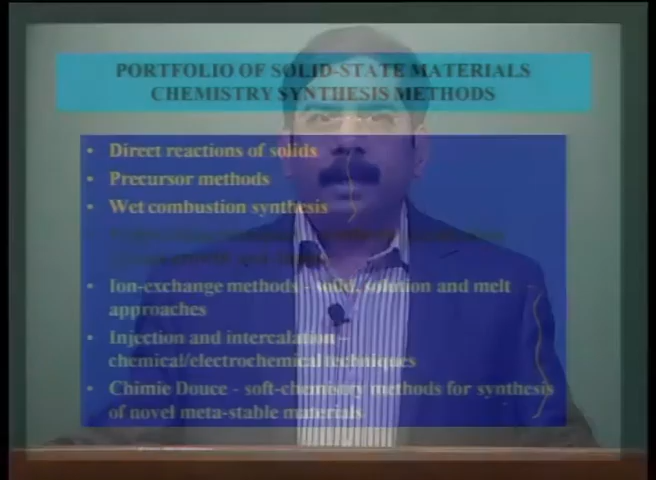 PORTFOLIO OF SOLID-STATE MATERIALS
CHEMISTRY SYNTHESIS METHODS
• Direct reactions of solids
• Precursor methods
• Wet combustion synthesis
• Ion-exchange methods - solid, solution and melt
approaches
• Injection and intercalation -
chemical/electrochemical techniques
• Chimie Douce - soft-chemistry methods for synthesis
of novel meta-stable materials